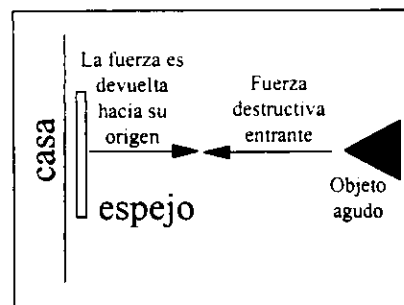 casa
La fuerza es
devuelta
hacia su
origen
espejo
Fuerza
destructiva
entrante
Objeto
agudo